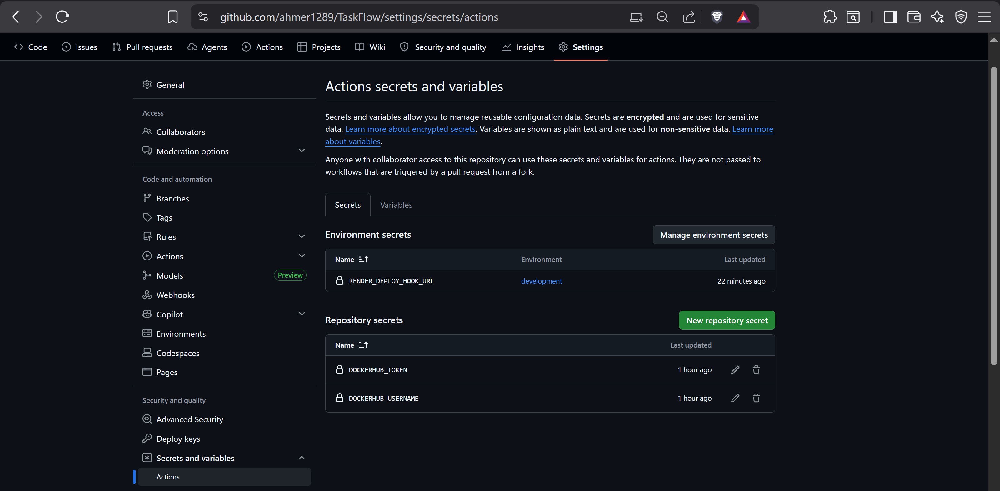 github.com/ahmer1289/TaskFlow/settings/secrets/actions
Code Issues Pull requests Agents Actions Projects Wiki Security and quality Insights Settings
General
Access
Collaborators
Moderation options
Code and automation
Branches
Tags
Rules
Actions
Models Preview
Webhooks
Copilot
Environments
Codespaces
Pages
Security and quality
Advanced Security
Deploy keys
Secrets and variables
Actions
Actions secrets and variables
Secrets and variables allow you to manage reusable configuration data. Secrets are encrypted and are used for sensitive
data. Learn more about encrypted secrets. Variables are shown as plain text and are used for non-sensitive data. Learn more
about variables.
Anyone with collaborator access to this repository can use these secrets and variables for actions. They are not passed to
workflows that are triggered by a pull request from a fork.
Secrets Variables
Environment secrets Manage environment secrets
Name Environment Last updated
RENDER_DEPLOY_HOOK_URL development 22 minutes ago
Repository secrets New repository secret
Name Last updated
DOCKERHUB_TOKEN 1 hour ago
DOCKERHUB_USERNAME 1 hour ago